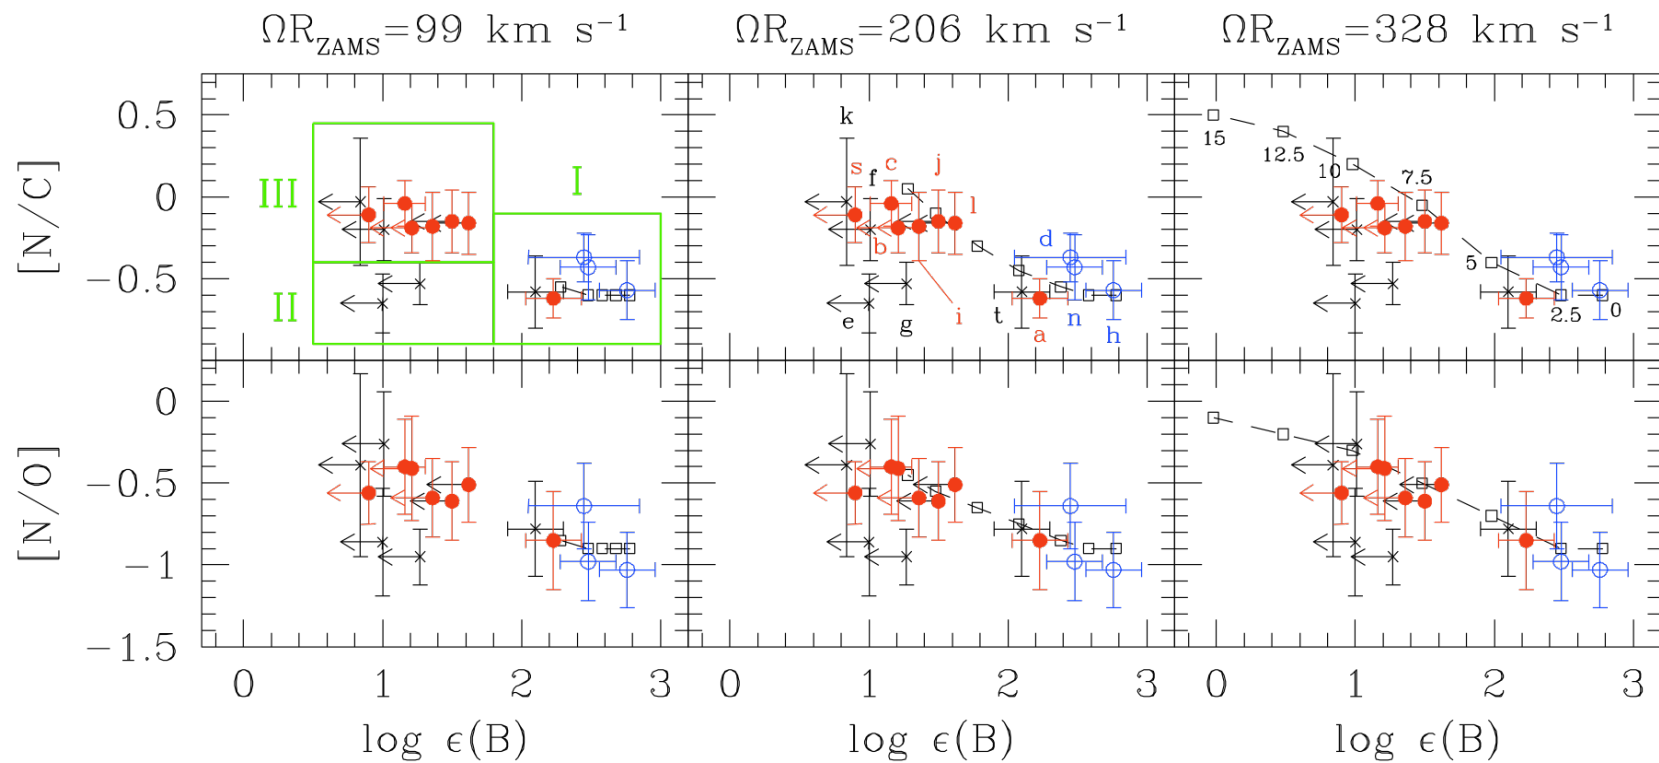 ΩR_ZAMS=99 km s⁻¹ ΩR_ZAMS=206 km s⁻¹ ΩR_ZAMS=328 km s⁻¹
[N/C]
0.5
0
−0.5
III
I
II
k
s
c
j
f
l
b
d
i
e
g
t
a
n
h
15
12.5
10
7.5
5
2.5
0
[N/O]
0
−0.5
−1
−1.5
0 1 2 3 0 1 2 3 0 1 2 3
log ϵ(B) log ϵ(B) log ϵ(B)